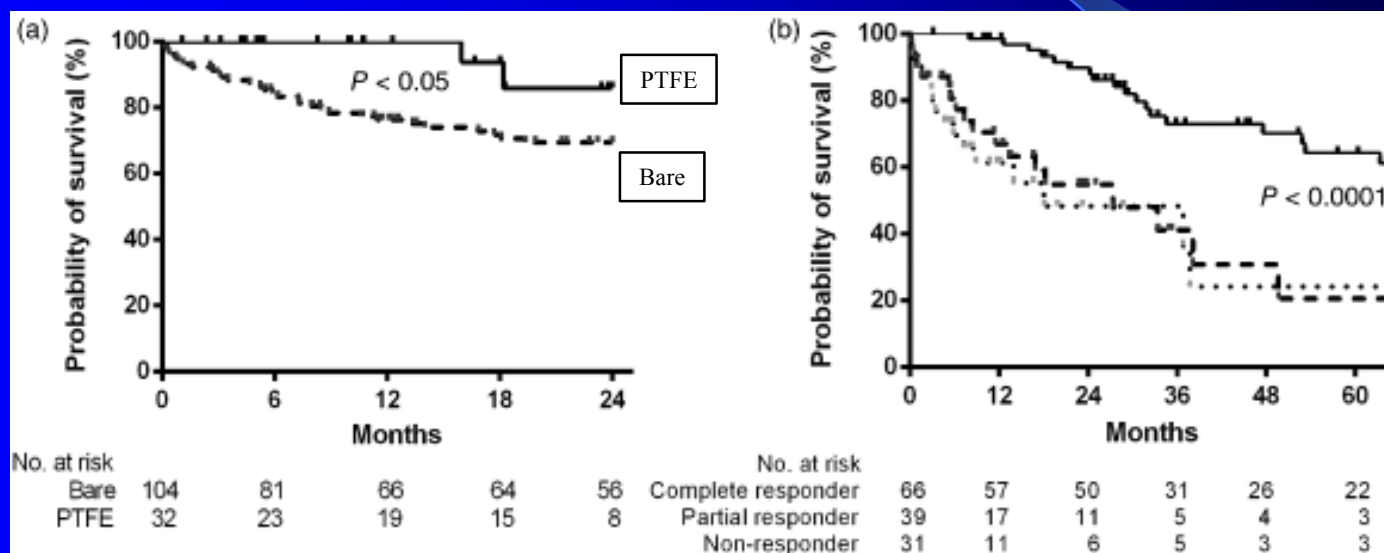 (a)
Probability of survival (%)
100
80
60
40
20
0
P < 0.05
PTFE
Bare
0 6 12 18 24
Months
No. at risk
Bare 104 81 66 64 56
PTFE 32 23 19 15 8
(b)
Probability of survival (%)
100
80
60
40
20
0
P < 0.0001
0 12 24 36 48 60
Months
No. at risk
Complete responder 66 57 50 31 26 22
Partial responder 39 17 11 5 4 3
Non-responder 31 11 6 5 3 3